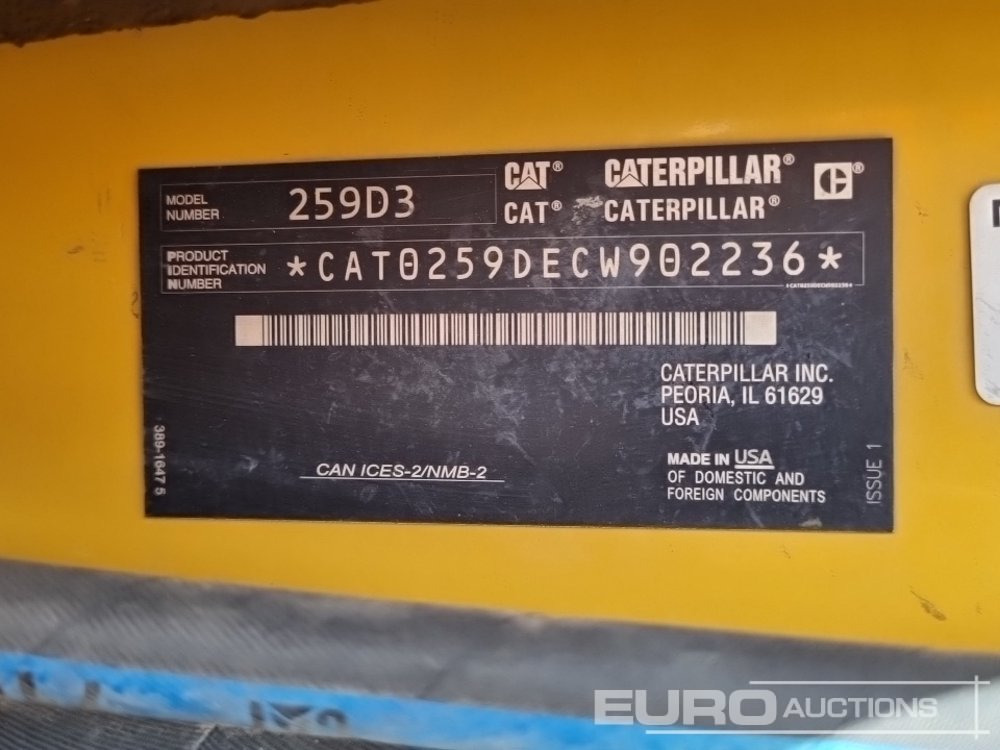 MODEL NUMBER 259D3
CAT® CATERPILLAR® C®
CAT® CATERPILLAR®
PRODUCT IDENTIFICATION NUMBER *CAT0259DECW902236*
*CAT0259DECW902236*
CATERPILLAR INC.
PEORIA, IL 61629
USA
MADE IN USA
OF DOMESTIC AND
FOREIGN COMPONENTS
CAN ICES-2/NMB-2
389-1647 5
ISSUE 1
EURO AUCTIONS